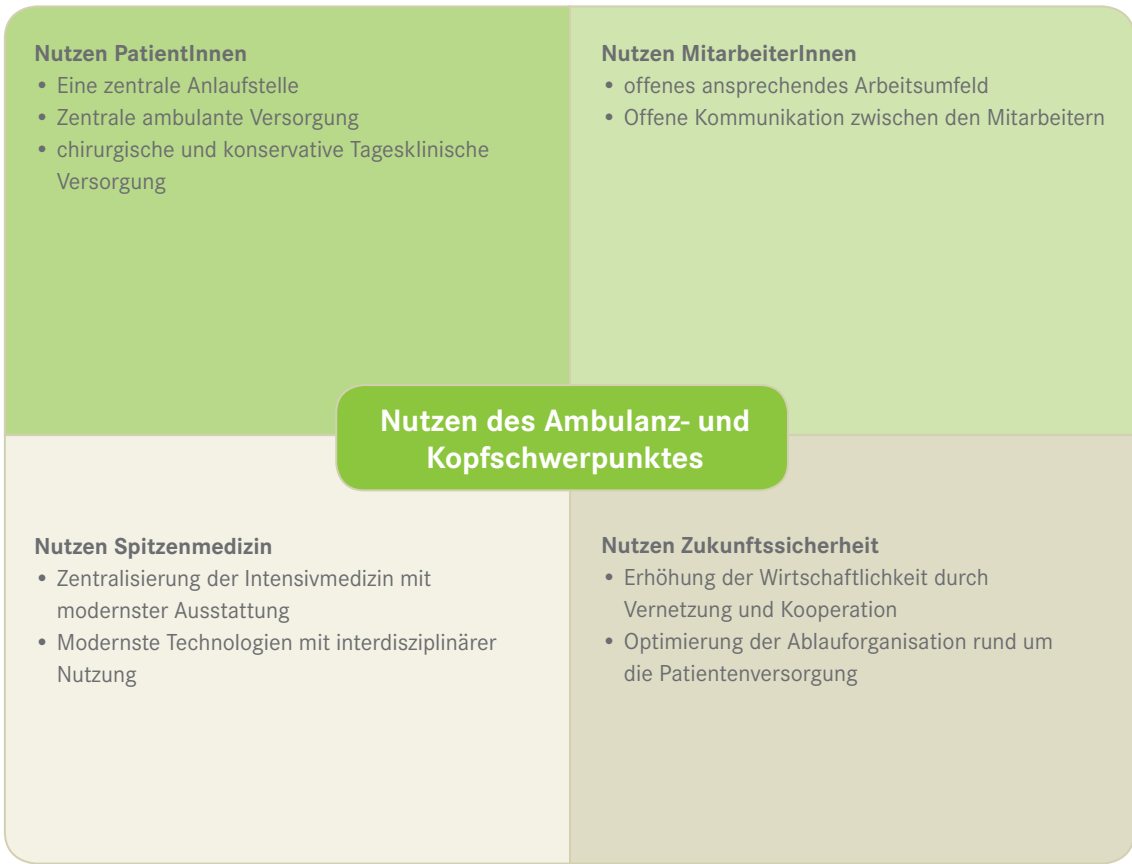 Nutzen PatientInnen
• Eine zentrale Anlaufstelle
• Zentrale ambulante Versorgung
• chirurgische und konservative Tagesklinische
Versorgung
Nutzen MitarbeiterInnen
• offenes ansprechendes Arbeitsumfeld
• Offene Kommunikation zwischen den Mitarbeitern
Nutzen des Ambulanz- und
Kopfschwerpunktes
Nutzen Spitzenmedizin
• Zentralisierung der Intensivmedizin mit
modernster Ausstattung
• Modernste Technologien mit interdisziplinärer
Nutzung
Nutzen Zukunftssicherheit
• Erhöhung der Wirtschaftlichkeit durch
Vernetzung und Kooperation
• Optimierung der Ablauforganisation rund um
die Patientenversorgung